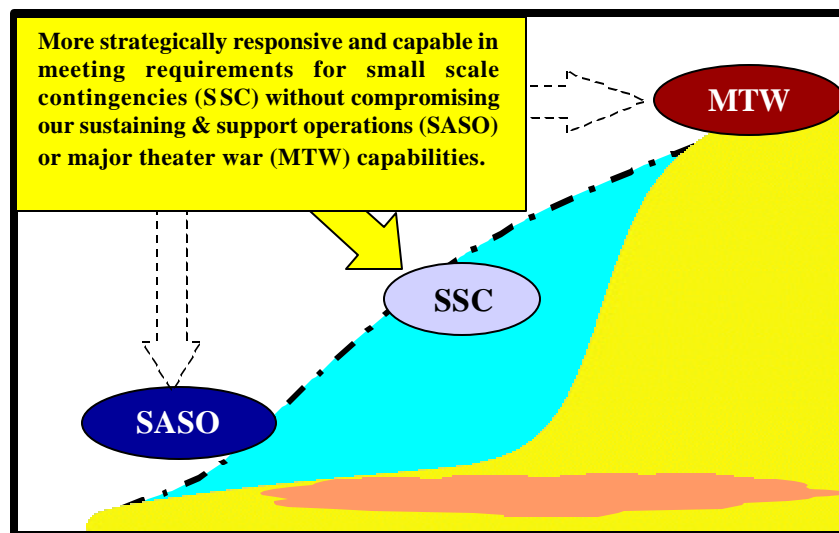 More strategically responsive and capable in
meeting requirements for small scale
contingencies (SSC) without compromising
our sustaining & support operations (SASO)
or major theater war (MTW) capabilities.
MTW
SSC
SASO